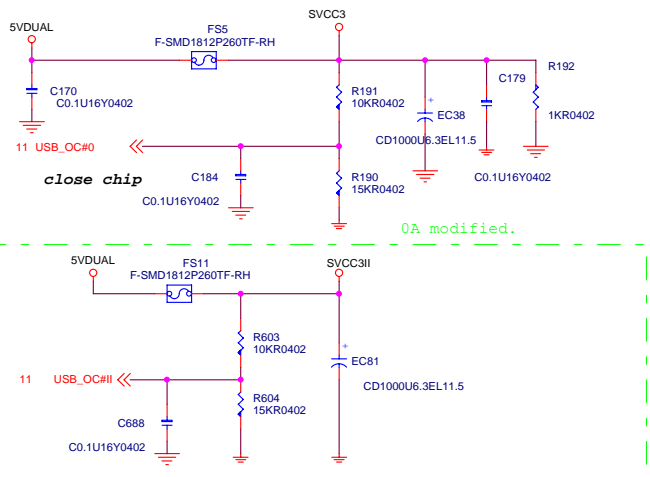 5VDUAL
FS5
F-SMD1812P260TF-RH
SVCC3
C170
C0.1U16Y0402
R191
10KR0402
EC38
CD1000U6.3EL11.5
C179
C0.1U16Y0402
R192
1KR0402
11 USB_OC#0
close chip
C184
C0.1U16Y0402
R190
15KR0402
0A modified.
5VDUAL
FS11
F-SMD1812P260TF-RH
SVCC3II
R603
10KR0402
EC81
CD1000U6.3EL11.5
11 USB_OC#II
R604
15KR0402
C688
C0.1U16Y0402